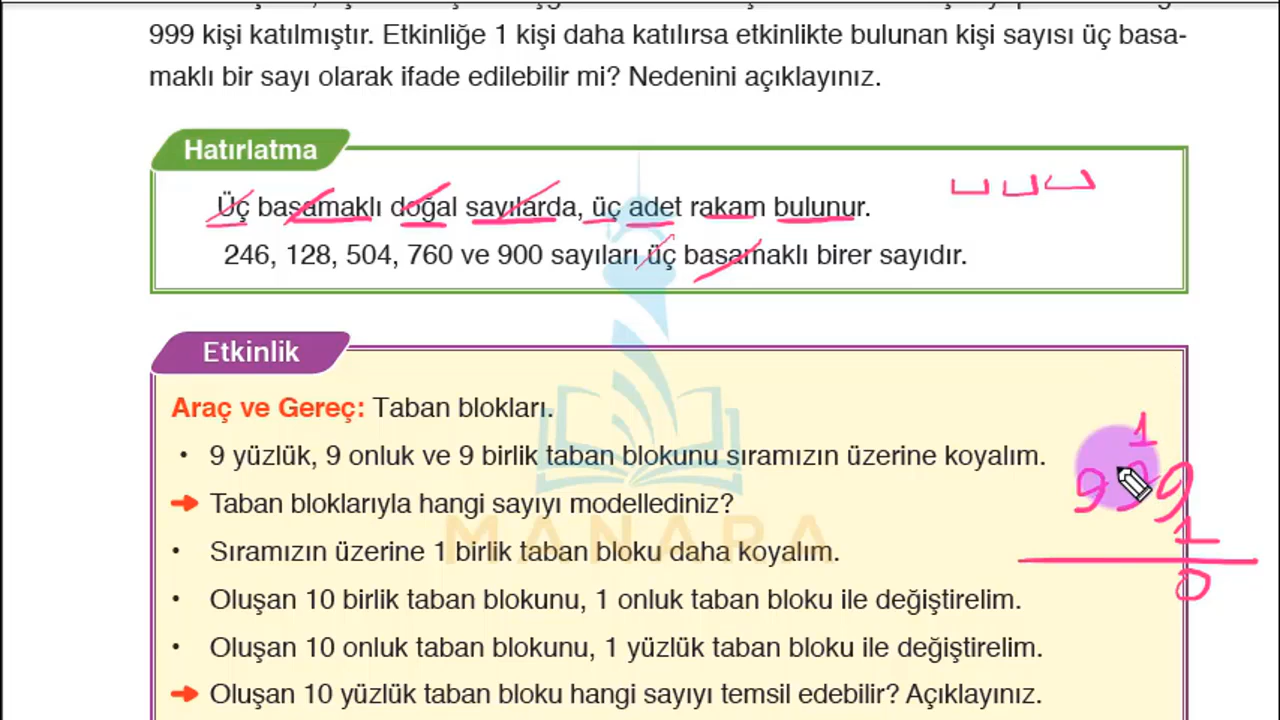 999 kişi katılmıştır. Etkinliğe 1 kişi daha katılırsa etkinlikte bulunan kişi sayısı üç basa-
maklı bir sayı olarak ifade edilebilir mi? Nedenini açıklayınız.
Hatırlatma
Üç basamaklı doğal sayılarda, üç adet rakam bulunur.
246, 128, 504, 760 ve 900 sayıları üç basamaklı birer sayıdır.
Etkinlik
Araç ve Gereç: Taban blokları.
• 9 yüzlük, 9 onluk ve 9 birlik taban blokunu sıramızın üzerine koyalım.
Taban bloklarıyla hangi sayıyı modellediniz?
• Sıramızın üzerine 1 birlik taban bloku daha koyalım.
• Oluşan 10 birlik taban blokunu, 1 onluk taban bloku ile değiştirelim.
• Oluşan 10 onluk taban blokunu, 1 yüzlük taban bloku ile değiştirelim.
Oluşan 10 yüzlük taban bloku hangi sayıyı temsil edebilir? Açıklayınız.
1
999
1
0
MANARA